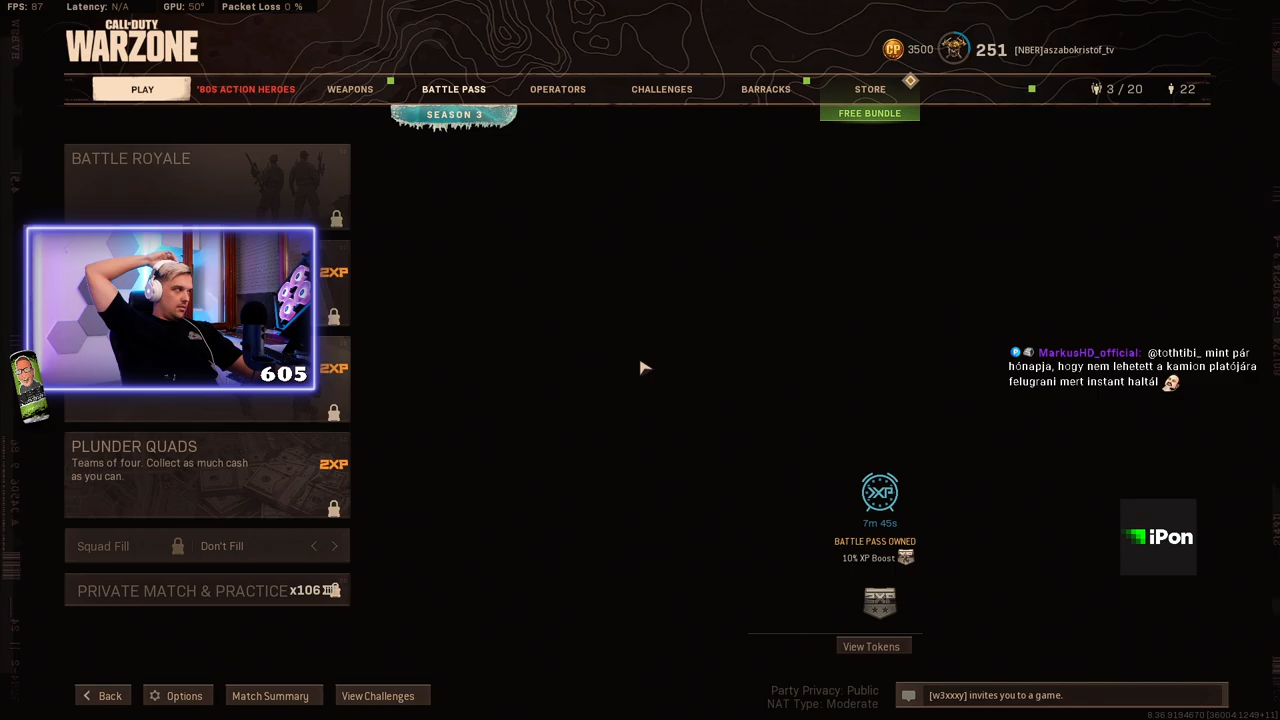 FPS: 87 Latency: N/A GPU: 50° Packet Loss 0 %
CALL OF DUTY
WARZONE
CP 3500 251 [NBER]aszabokristof_tv
PLAY '80S ACTION HEROES WEAPONS BATTLE PASS OPERATORS CHALLENGES BARRACKS STORE 3 / 20 22
SEASON 3
FREE BUNDLE
BATTLE ROYALE
2XP
2XP
605
MarkusHD_official: @tothtibi_ mint pár
hónapja, hogy nem lehetett a kamion platójára
felugrani mert instant haltál
PLUNDER QUADS
Teams of four. Collect as much cash
as you can.
2XP
2XP
7m 45s
BATTLE PASS OWNED
10% XP Boost
iPon
Squad Fill Don't Fill
PRIVATE MATCH & PRACTICE x106
2XP
View Tokens
Back Options Match Summary View Challenges
Party Privacy: Public
NAT Type: Moderate
[w3xxxy] invites you to a game.